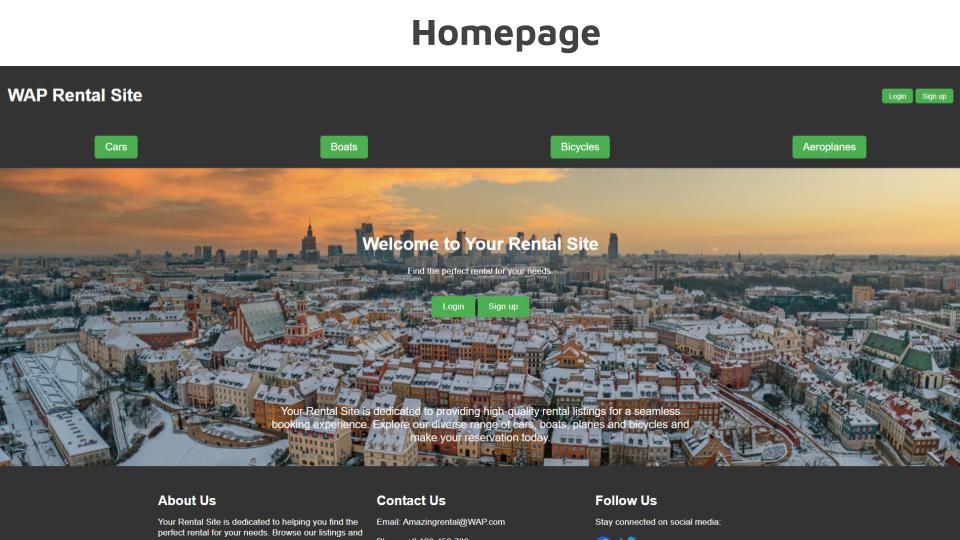 Homepage
WAP Rental Site
Login
Sign up
Cars
Boats
Bicycles
Aeroplanes
Welcome to Your Rental Site
Find the perfect rental for your needs
Login
Sign up
Your Rental Site is dedicated to providing high-quality rental listings for a seamless
booking experience. Explore our diverse range of cars, boats, planes and bicycles and
make your reservation today.
About Us
Your Rental Site is dedicated to helping you find the
perfect rental for your needs. Browse our listings and
Contact Us
Email: Amazingrental@WAP.com
Follow Us
Stay connected on social media: